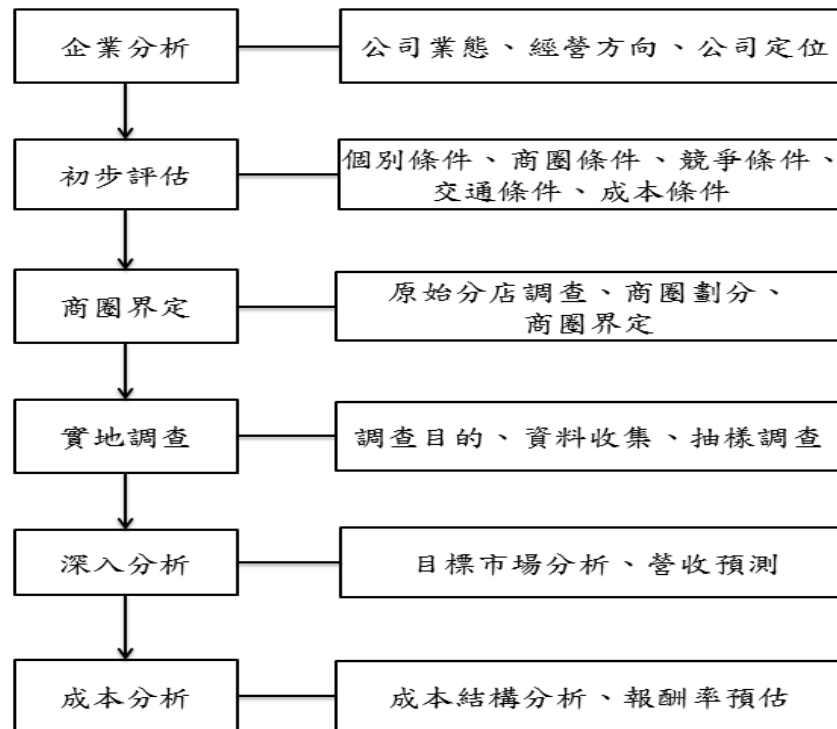 企業分析
公司業態、經營方向、公司定位
初步評估
個別條件、商圈條件、競爭條件、
交通條件、成本條件
商圈界定
原始分店調查、商圈劃分、
商圈界定
實地調查
調查目的、資料收集、抽樣調查
深入分析
目標市場分析、營收預測
成本分析
成本結構分析、報酬率預估